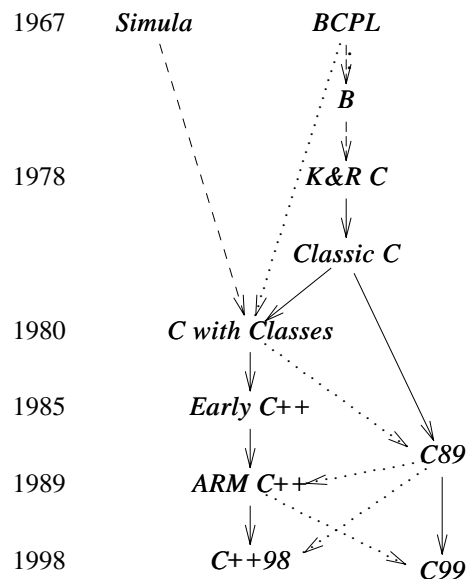 1967 Simula BCPL
B
1978 K&R C
Classic C
1980 C with Classes
1985 Early C++
C89
1989 ARM C++
1998 C++98 C99